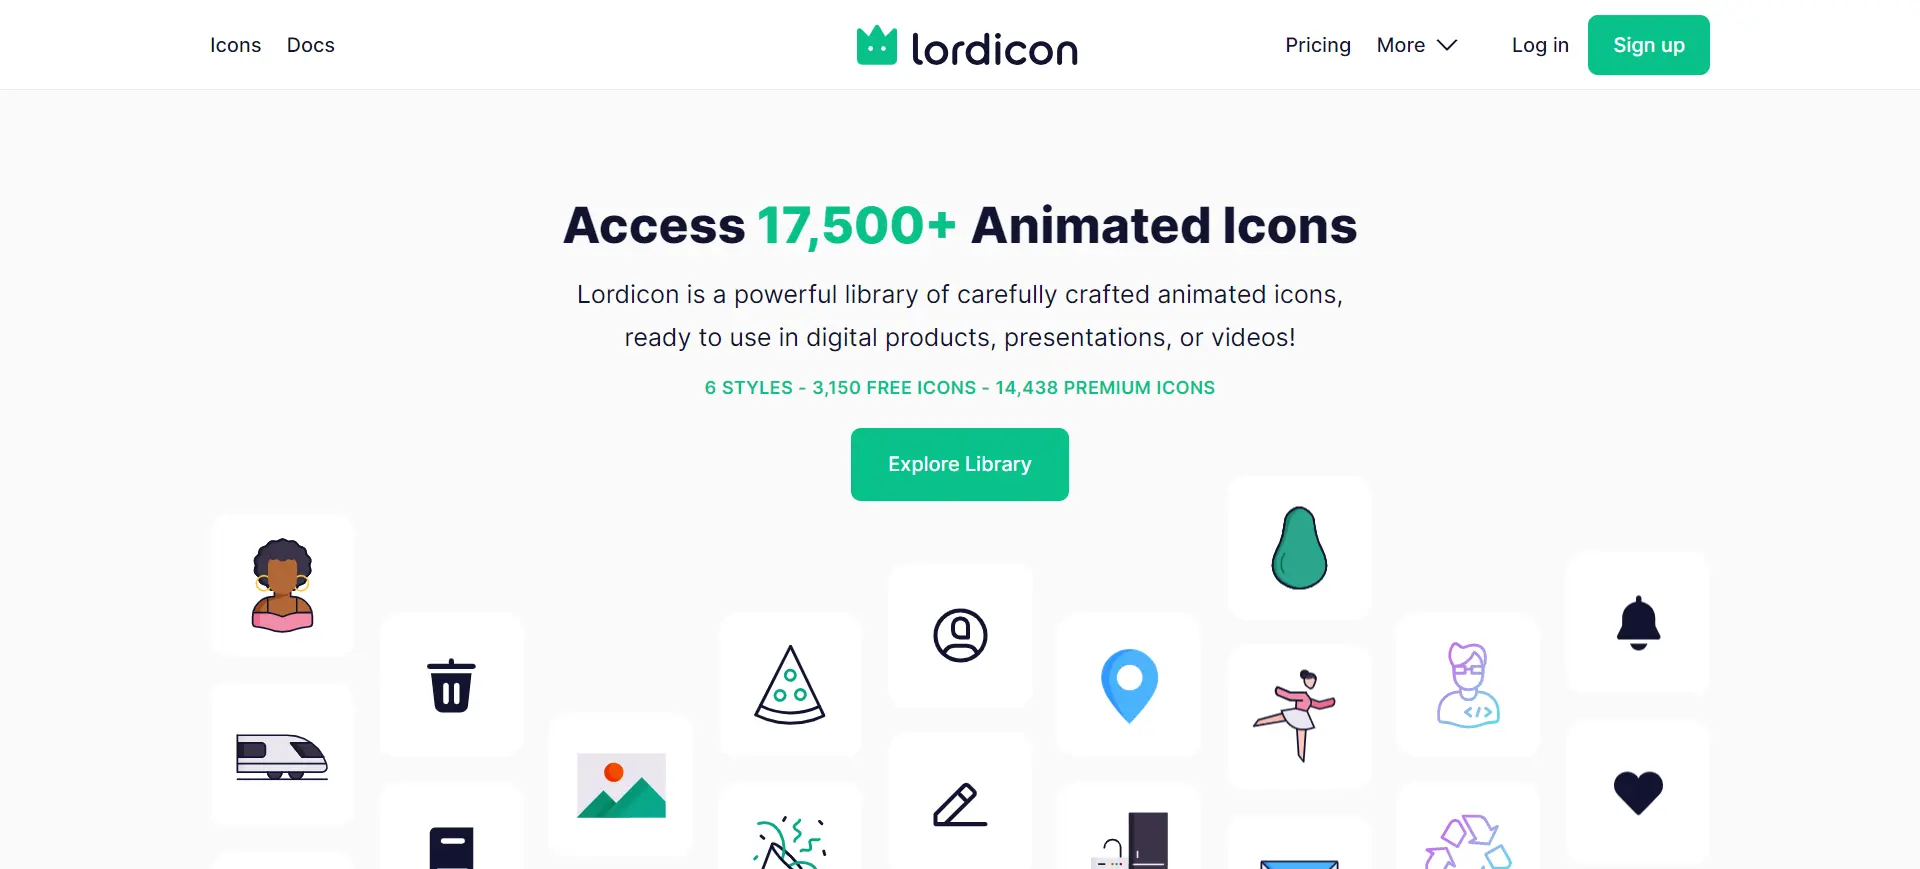 Icons Docs lordicon Pricing More Log in Sign up
Access 17,500+ Animated Icons
Lordicon is a powerful library of carefully crafted animated icons,
ready to use in digital products, presentations, or videos!
6 STYLES - 3,150 FREE ICONS - 14,438 PREMIUM ICONS
Explore Library